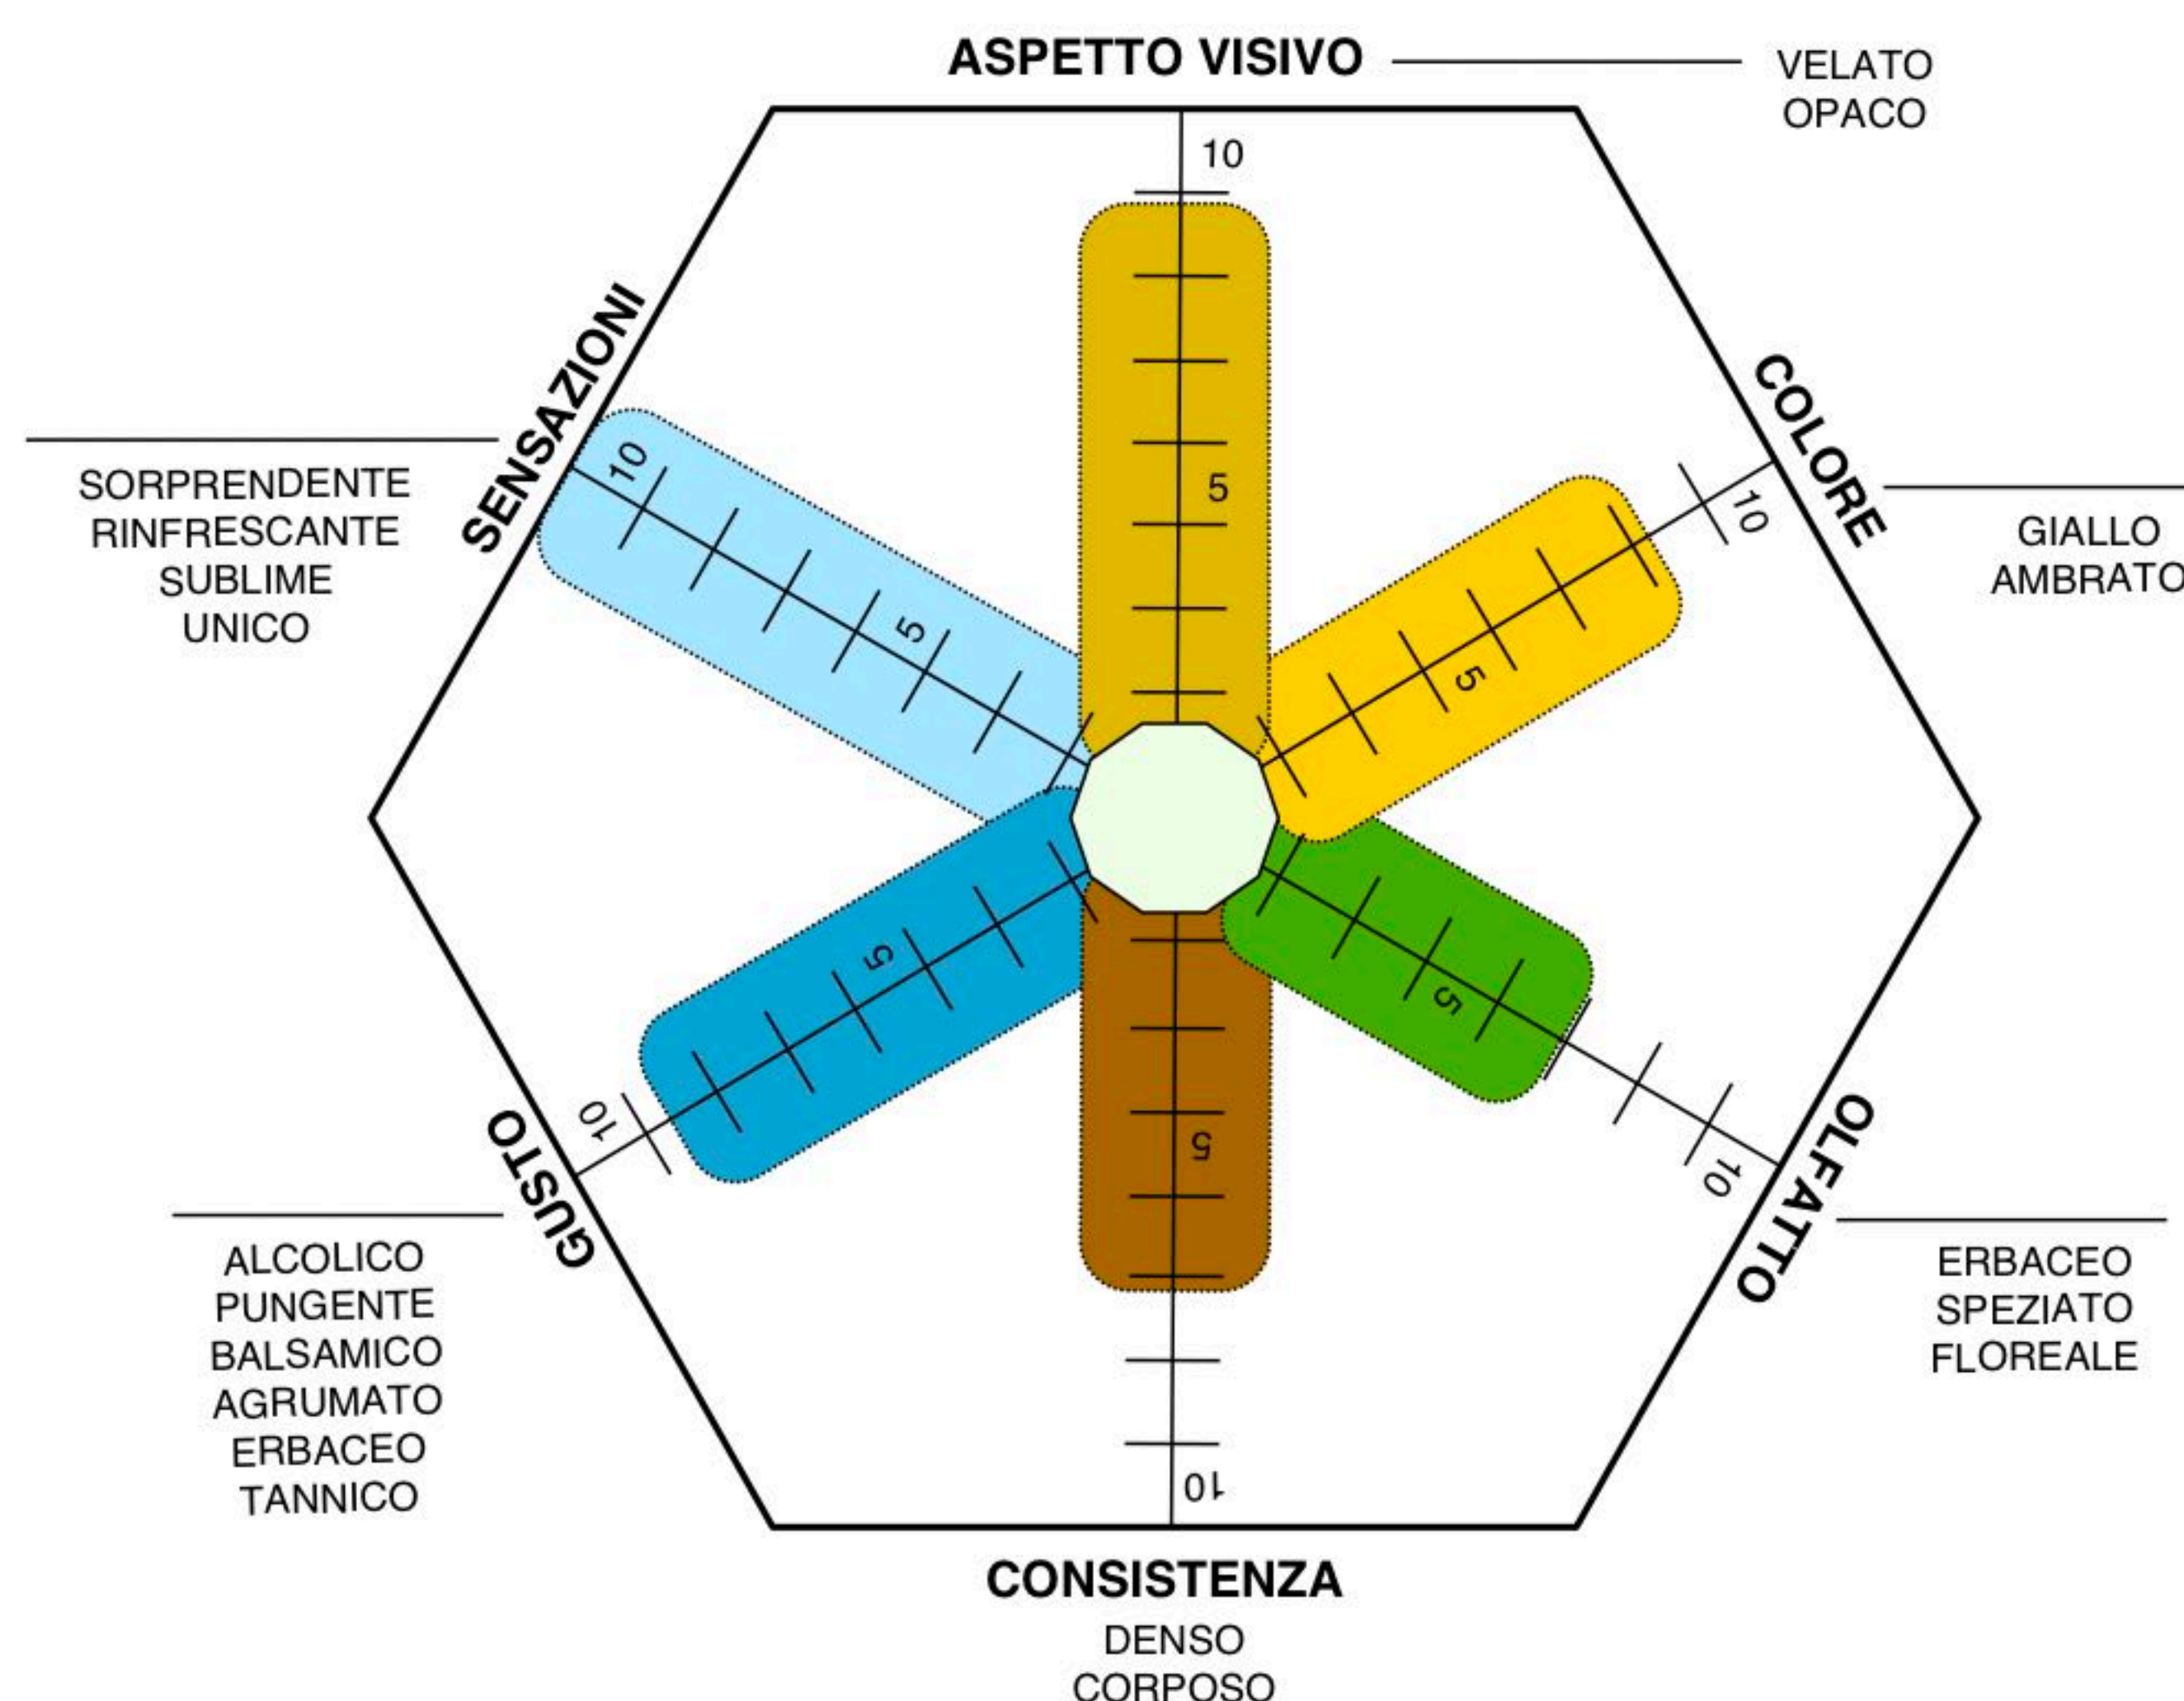 ASPETTO VISIVO
VELATO
OPACO
10
SENSAZIONI
10
COLORE
10
SORPRENDENTE
RINFRESCANTE
SUBLIME
UNICO
5
GIALLO
AMBRATO
5
5
5
5
5
GUSTO
10
10
10
OLFATTO
ALCOLICO
PUNGENTE
BALSAMICO
AGRUMATO
ERBACEO
TANNICO
ERBACEO
SPEZIATO
FLOREALE
CONSISTENZA
DENSO
CORPOSO